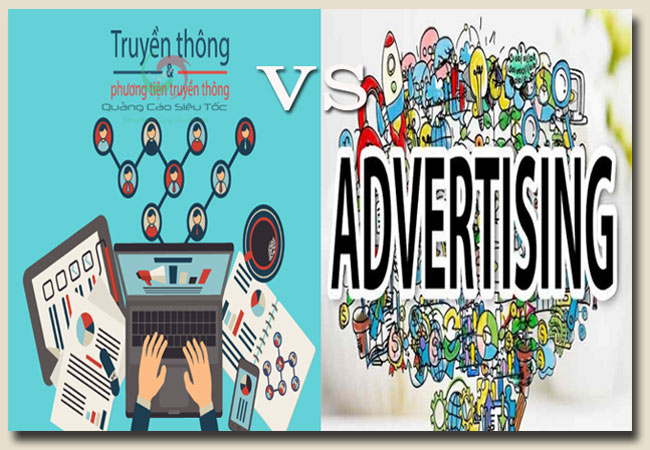 Truyền thông
&
phương tiện truyền thông
Quảng Cáo Siêu Tốc
VS
ADVERTISING